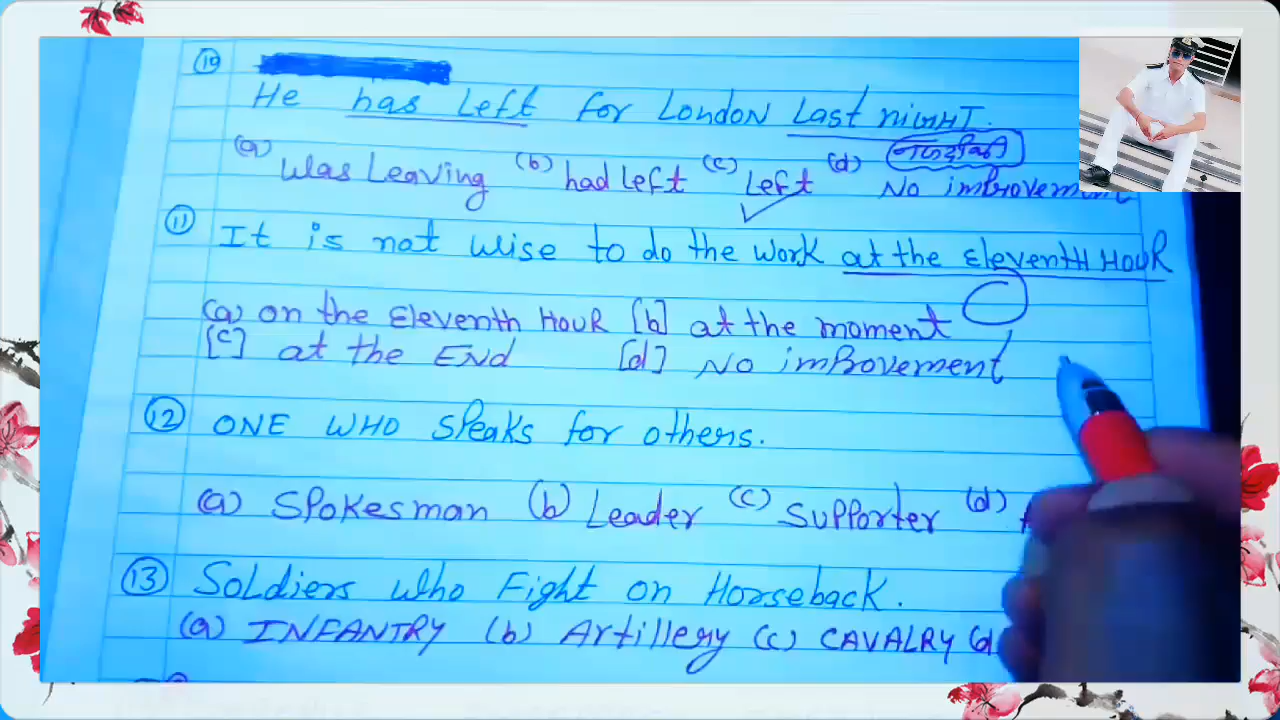 10
He has Left for London Last niGHT.
(a) Was Leaving (b) had Left (c) Left (d) No improvement
11 It is not wise to do the work at the Eleventh HouR
(a) on the Eleventh HouR [b] at the moment
[c] at the END [d] No improvement
12 ONE WHO Speaks for others.
(a) Spokesman (b) Leader (c) Supporter (d)
13 Soldiers who Fight on Horseback.
(a) INFANTRY (b) Artillery (c) CAVALRY (d